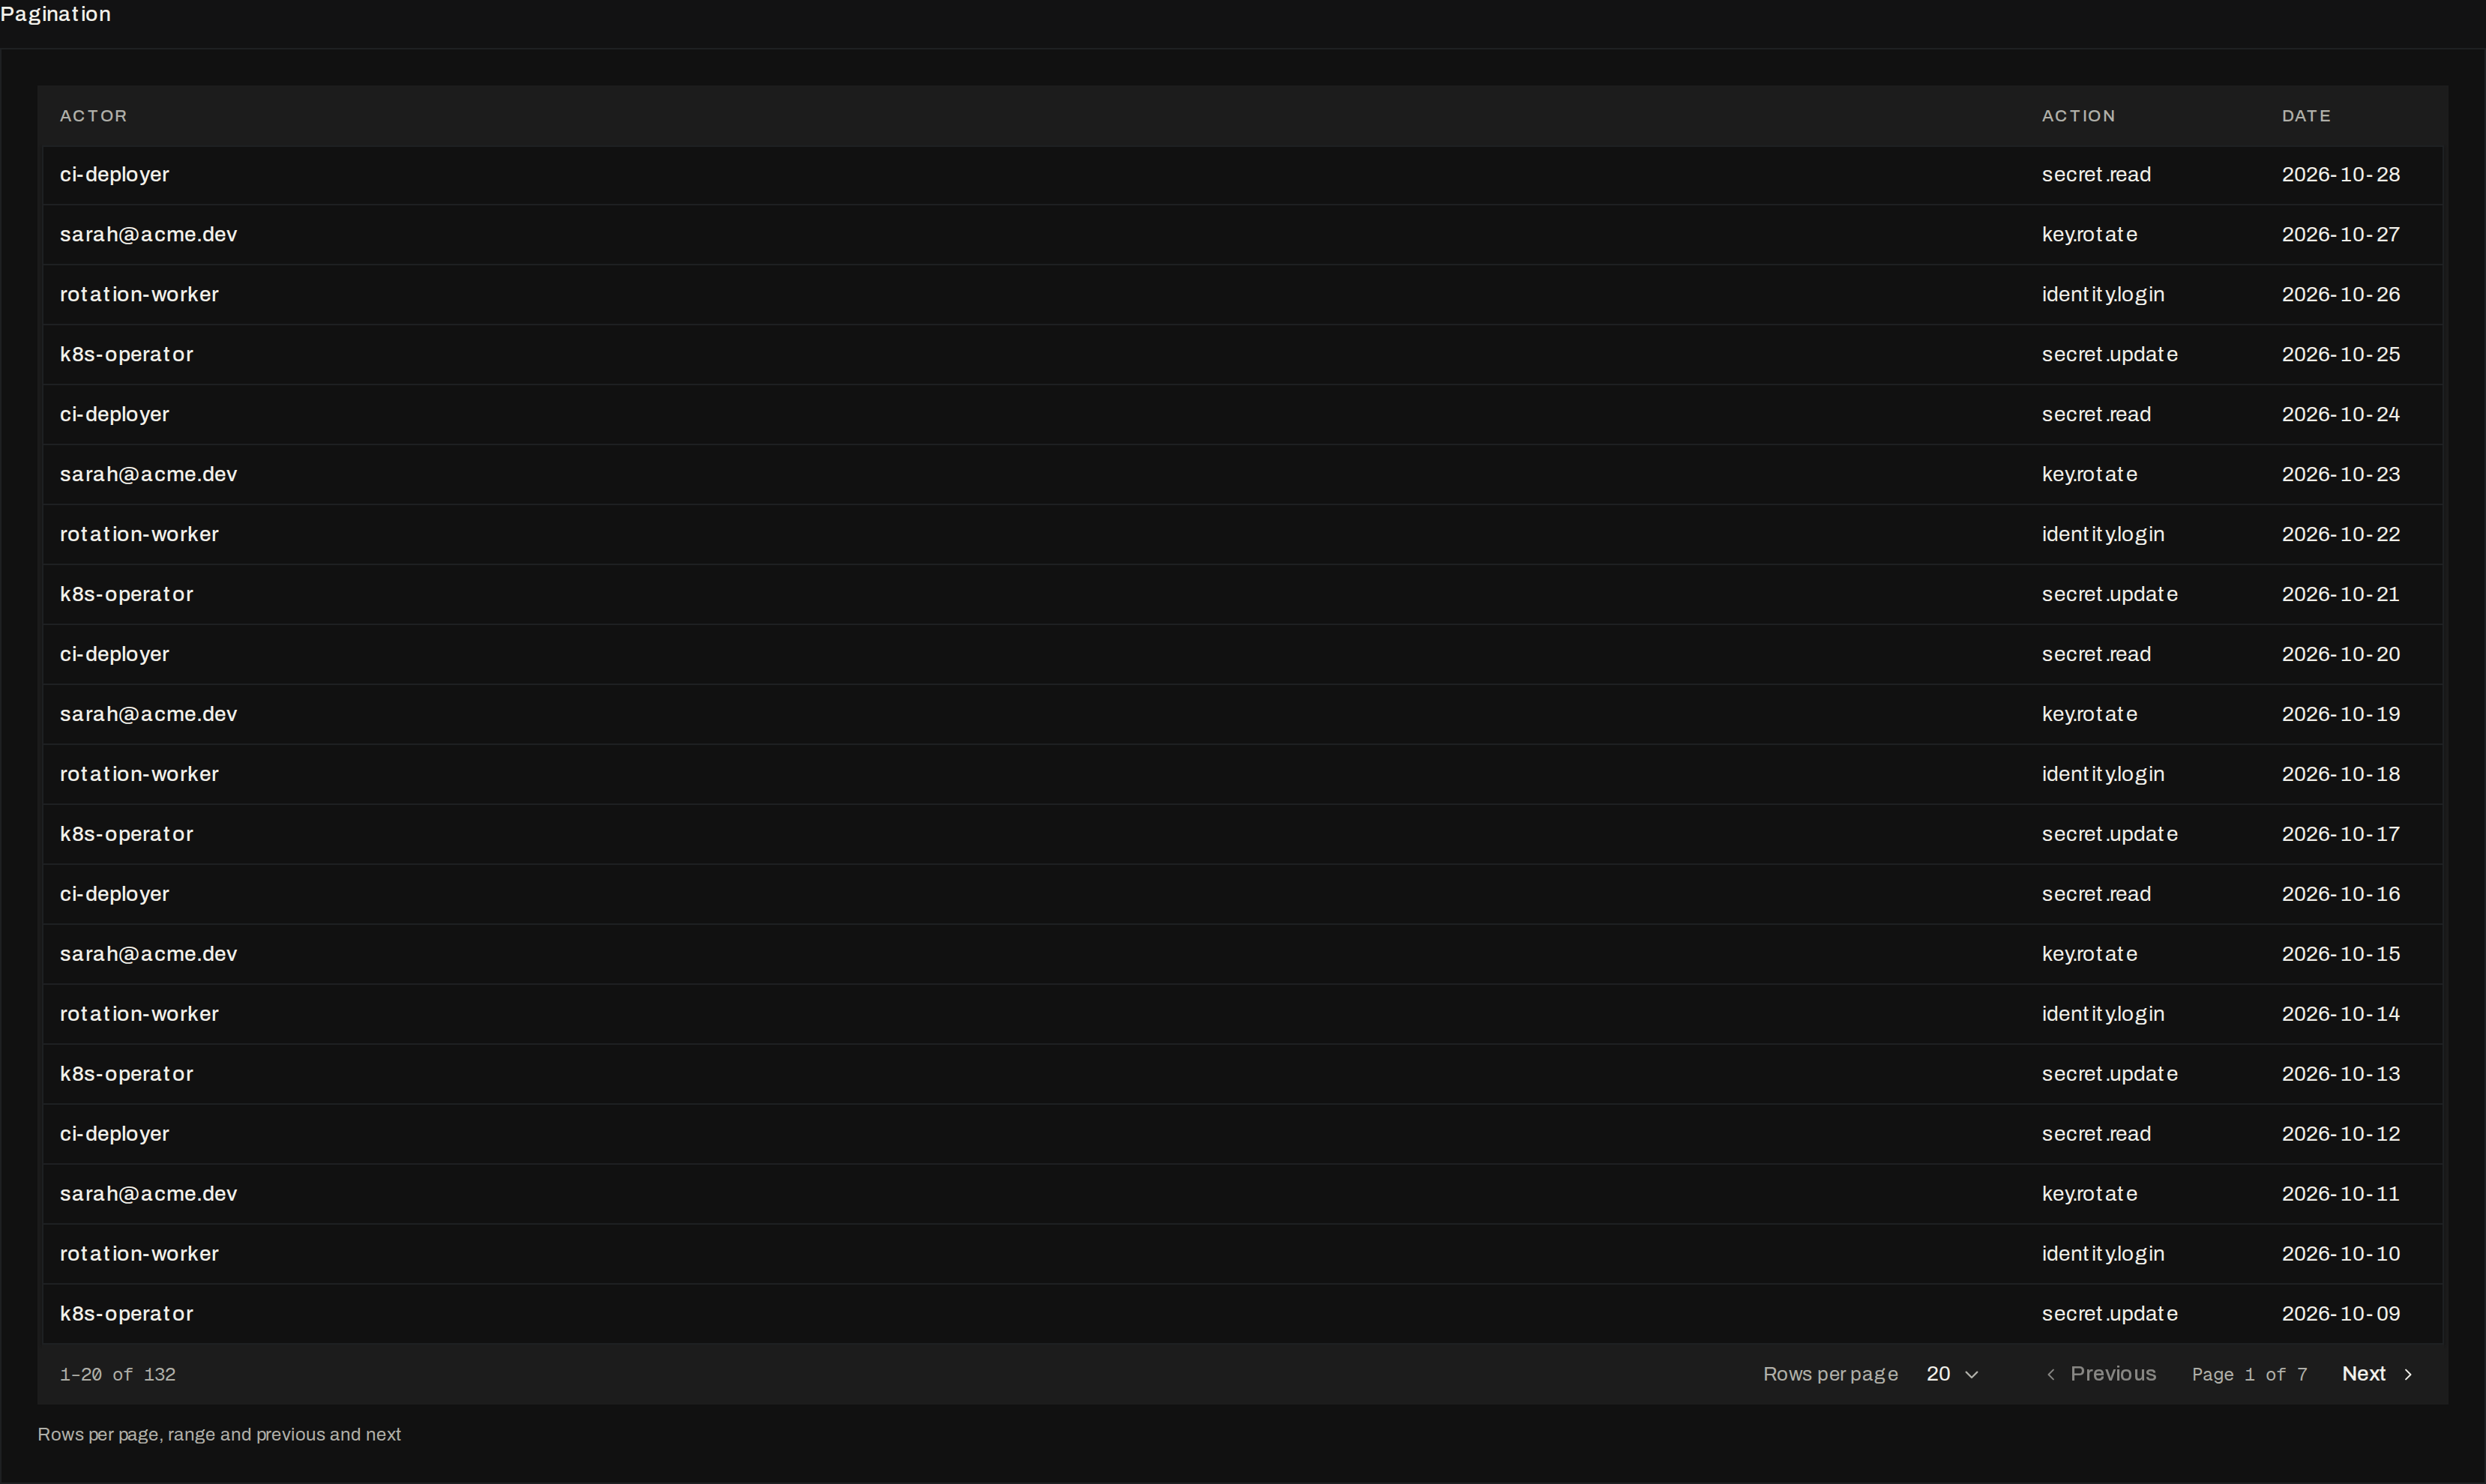 Pagination
ACTOR ACTION DATE
ci-deployer secret.read 2026-10-28
sarah@acme.dev key.rotate 2026-10-27
rotation-worker identity.login 2026-10-26
k8s-operator secret.update 2026-10-25
ci-deployer secret.read 2026-10-24
sarah@acme.dev key.rotate 2026-10-23
rotation-worker identity.login 2026-10-22
k8s-operator secret.update 2026-10-21
ci-deployer secret.read 2026-10-20
sarah@acme.dev key.rotate 2026-10-19
rotation-worker identity.login 2026-10-18
k8s-operator secret.update 2026-10-17
ci-deployer secret.read 2026-10-16
sarah@acme.dev key.rotate 2026-10-15
rotation-worker identity.login 2026-10-14
k8s-operator secret.update 2026-10-13
ci-deployer secret.read 2026-10-12
sarah@acme.dev key.rotate 2026-10-11
rotation-worker identity.login 2026-10-10
k8s-operator secret.update 2026-10-09
1–20 of 132 Rows per page 20 Previous Page 1 of 7 Next
Rows per page, range and previous and next